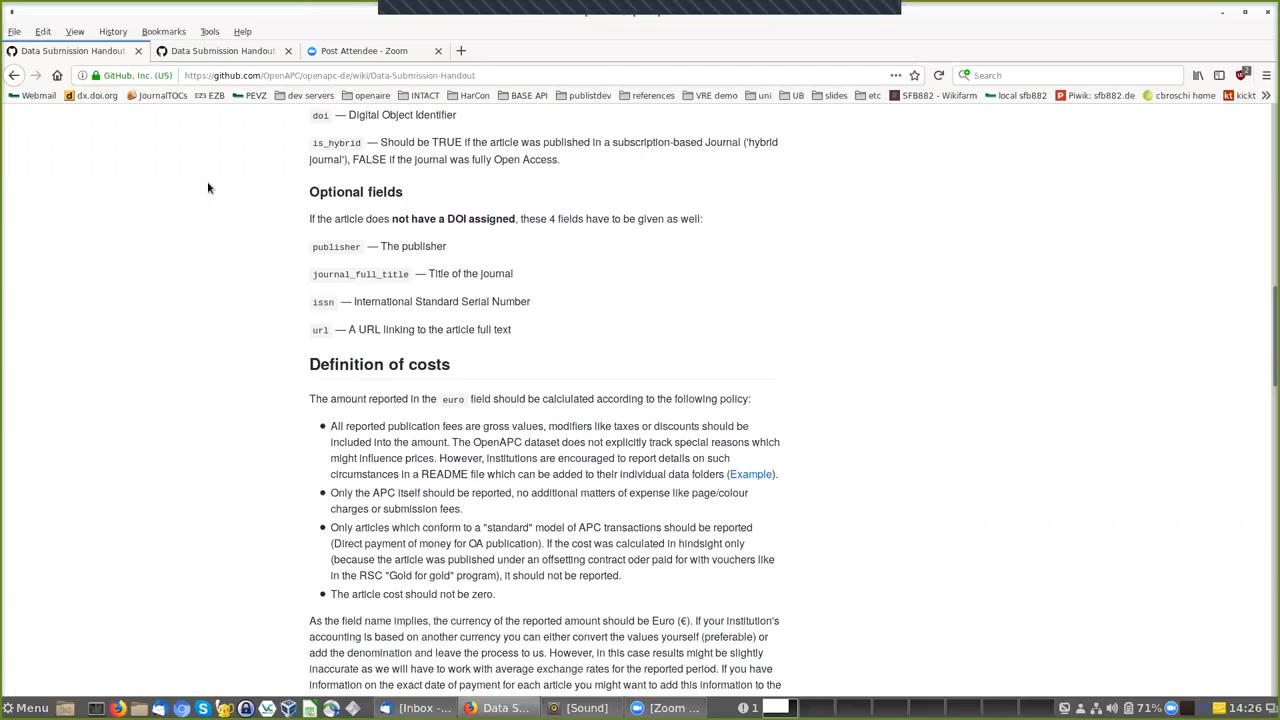 File Edit View History Bookmarks Tools Help
Data Submission Handout Data Submission Handout Post Attendee - Zoom
GitHub, Inc. (US) https://github.com/OpenAPC/openapc-de/wiki/Data-Submission-Handout Search
Webmail dx.doi.org JournalTOCs EZB PEVZ dev servers openaire INTACT HarCon BASE API publistdev references VRE demo uni UB slides etc SFB882 - Wikifarm local sfb882 Piwik: sfb882.de cbroschi home kickt
doi — Digital Object Identifier
is_hybrid — Should be TRUE if the article was published in a subscription-based Journal ('hybrid
journal'), FALSE if the journal was fully Open Access.
Optional fields
If the article does not have a DOI assigned, these 4 fields have to be given as well:
publisher — The publisher
journal_full_title — Title of the journal
issn — International Standard Serial Number
url — A URL linking to the article full text
Definition of costs
The amount reported in the euro field should be calclulated according to the following policy:
All reported publication fees are gross values, modifiers like taxes or discounts should be
included into the amount. The OpenAPC dataset does not explicitly track special reasons which
might influence prices. However, institutions are encouraged to report details on such
circumstances in a README file which can be added to their individual data folders (Example).
Only the APC itself should be reported, no additional matters of expense like page/colour
charges or submission fees.
Only articles which conform to a "standard" model of APC transactions should be reported
(Direct payment of money for OA publication). If the cost was calculated in hindsight only
(because the article was published under an offsetting contract oder paid for with vouchers like
in the RSC "Gold for gold" program), it should not be reported.
The article cost should not be zero.
As the field name implies, the currency of the reported amount should be Euro (€). If your institution's
accounting is based on another currency you can either convert the values yourself (preferable) or
add the denomination and leave the process to us. However, in this case results might be slightly
inaccurate as we will have to work with average exchange rates for the reported period. If you have
information on the exact date of payment for each article you might want to add this information to the
Menu [Inbox -... Data S... [Sound] [Zoom ... 1 71% 14:26